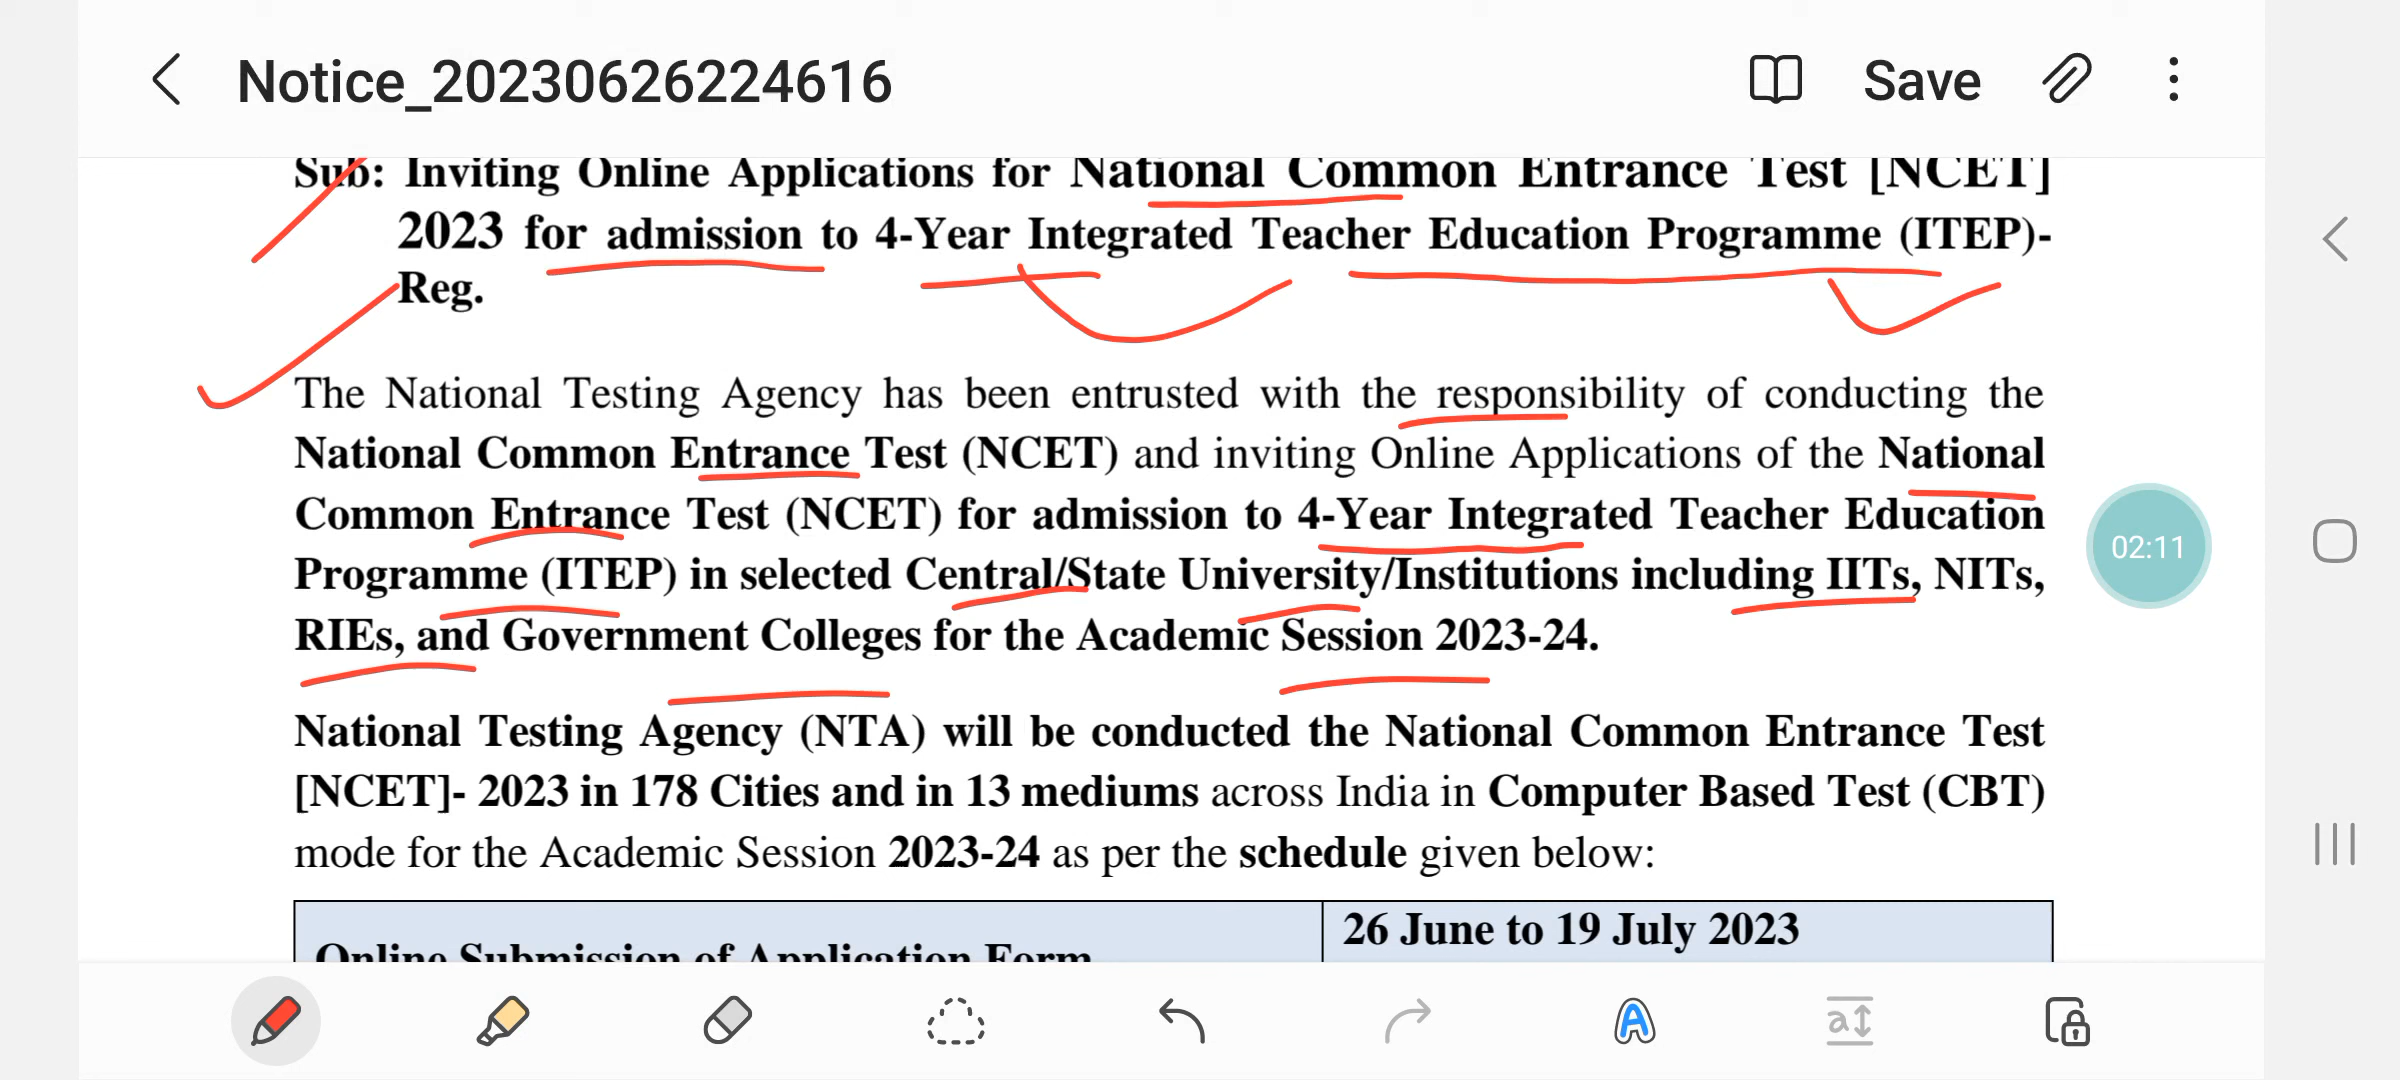 Notice_20230626224616
Save
Sub: Inviting Online Applications for National Common Entrance Test [NCET]
2023 for admission to 4-Year Integrated Teacher Education Programme (ITEP)-
Reg.
The National Testing Agency has been entrusted with the responsibility of conducting the
National Common Entrance Test (NCET) and inviting Online Applications of the National
Common Entrance Test (NCET) for admission to 4-Year Integrated Teacher Education
Programme (ITEP) in selected Central/State University/Institutions including IITs, NITs,
RIEs, and Government Colleges for the Academic Session 2023-24.
02:11
National Testing Agency (NTA) will be conducted the National Common Entrance Test
[NCET]- 2023 in 178 Cities and in 13 mediums across India in Computer Based Test (CBT)
mode for the Academic Session 2023-24 as per the schedule given below:
26 June to 19 July 2023
Online Submission of Application Form